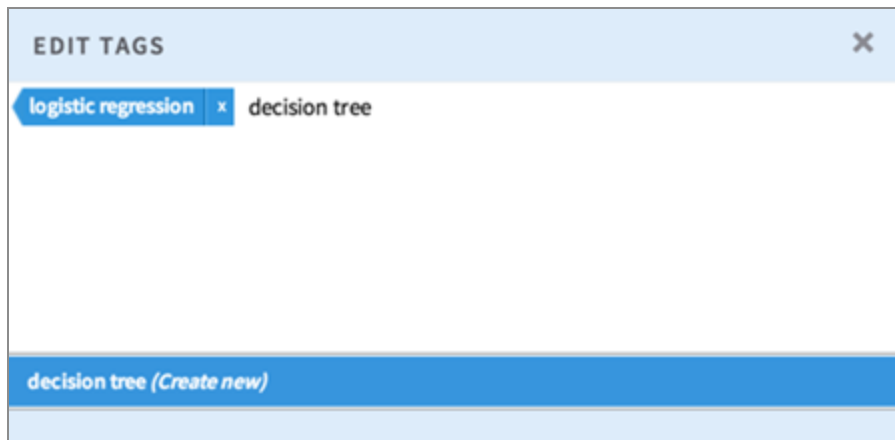 EDIT TAGS ×
logistic regression x decision tree
decision tree (Create new)